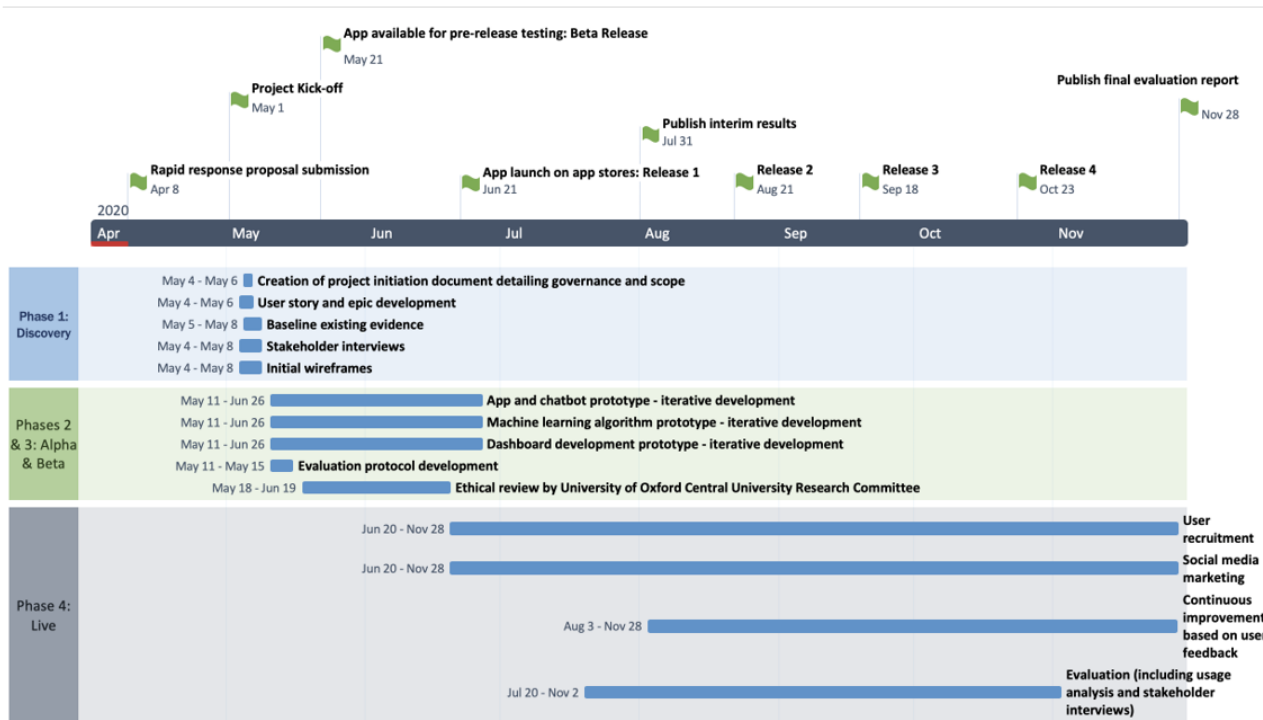 App available for pre-release testing: Beta Release
May 21
Project Kick-off
May 1
Publish final evaluation report
Nov 28
Publish interim results
Jul 31
Rapid response proposal submission
Apr 8
App launch on app stores: Release 1
Jun 21
Release 2
Aug 21
Release 3
Sep 18
Release 4
Oct 23
2020
Apr
May
Jun
Jul
Aug
Sep
Oct
Nov
Phase 1:
Discovery
May 4 - May 6
Creation of project initiation document detailing governance and scope
May 4 - May 6
User story and epic development
May 5 - May 8
Baseline existing evidence
May 4 - May 8
Stakeholder interviews
May 4 - May 8
Initial wireframes
Phases 2
& 3: Alpha
& Beta
May 11 - Jun 26
App and chatbot prototype - iterative development
May 11 - Jun 26
Machine learning algorithm prototype - iterative development
May 11 - Jun 26
Dashboard development prototype - iterative development
May 11 - May 15
Evaluation protocol development
May 18 - Jun 19
Ethical review by University of Oxford Central University Research Committee
Phase 4:
Live
Jun 20 - Nov 28
User
recruitment
Jun 20 - Nov 28
Social media
marketing
Aug 3 - Nov 28
Continuous
improvement
based on user
feedback
Jul 20 - Nov 2
Evaluation (including usage
analysis and stakeholder
interviews)